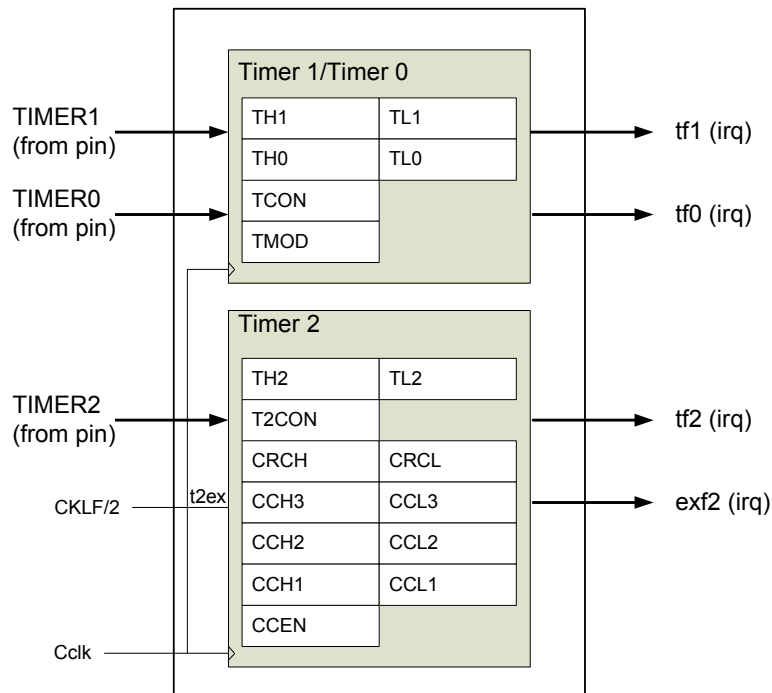 Timer 1/Timer 0
TIMER1
(from pin)
TH1 TL1
tf1 (irq)
TH0 TL0
TIMER0
(from pin)
TCON
tf0 (irq)
TMOD
Timer 2
TH2 TL2
TIMER2
(from pin)
T2CON
tf2 (irq)
CRCH CRCL
CKLF/2
t2ex
CCH3 CCL3
exf2 (irq)
CCH2 CCL2
CCH1 CCL1
CCEN
Cclk